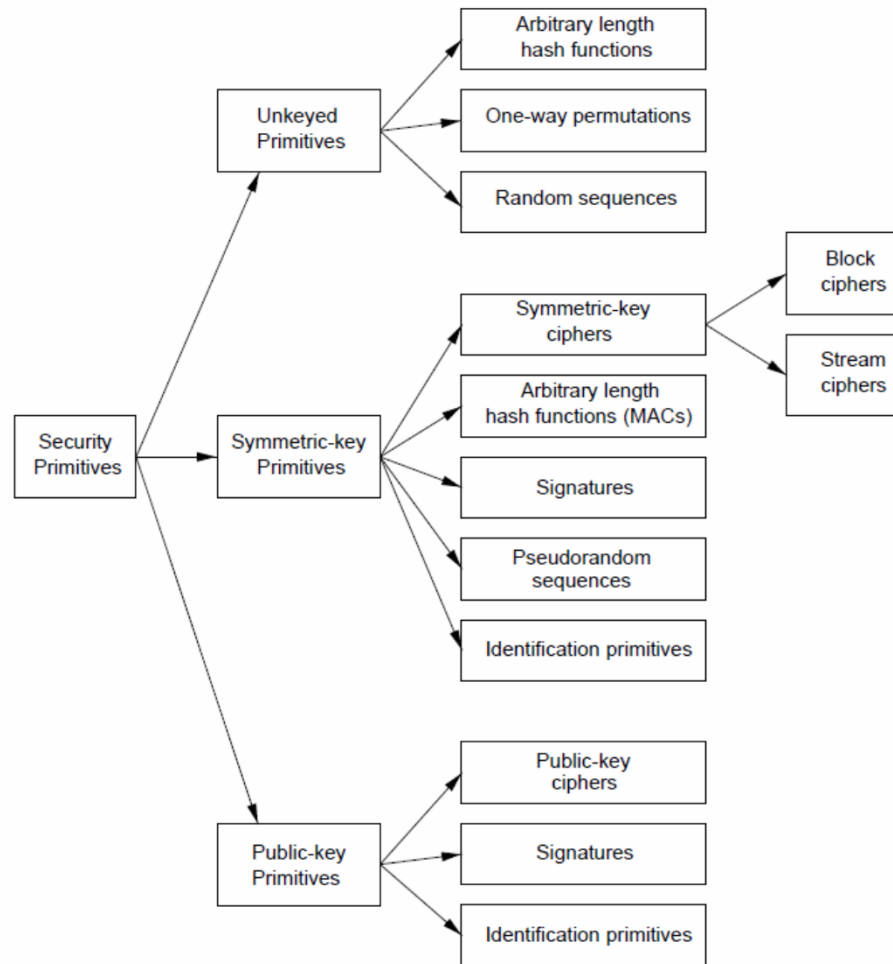 Arbitrary length
hash functions
Unkeyed
Primitives
One-way permutations
Random sequences
Block
ciphers
Symmetric-key
ciphers
Stream
ciphers
Arbitrary length
hash functions (MACs)
Security
Primitives
Symmetric-key
Primitives
Signatures
Pseudorandom
sequences
Identification primitives
Public-key
ciphers
Public-key
Primitives
Signatures
Identification primitives